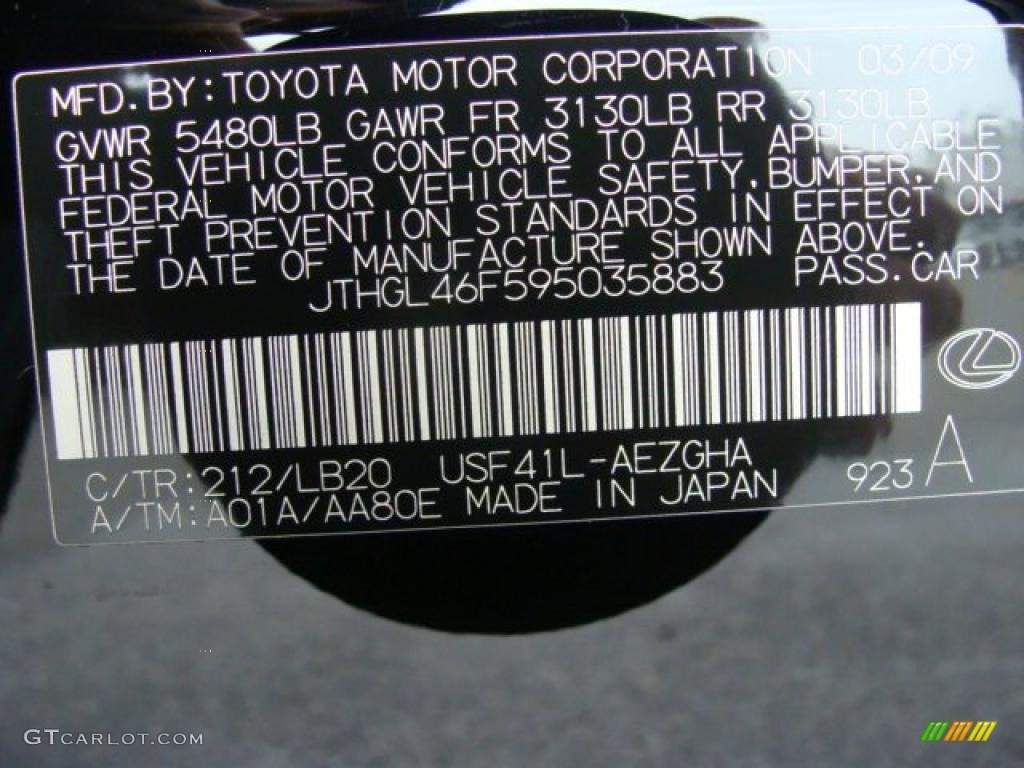 MFD. BY: TOYOTA MOTOR CORPORATION 03/09
GVWR 5480LB GAWR FR 3130LB RR 3130LB
THIS VEHICLE CONFORMS TO ALL APPLICABLE
FEDERAL MOTOR VEHICLE SAFETY, BUMPER, AND
THEFT PREVENTION STANDARDS IN EFFECT ON
THE DATE OF MANUFACTURE SHOWN ABOVE.
JTHGL46F595035883 PASS. CAR
C/TR: 212/LB20 USF41L-AEZGHA 923 A
A/TM: A01A/AA80E MADE IN JAPAN
GTCARLOT.COM